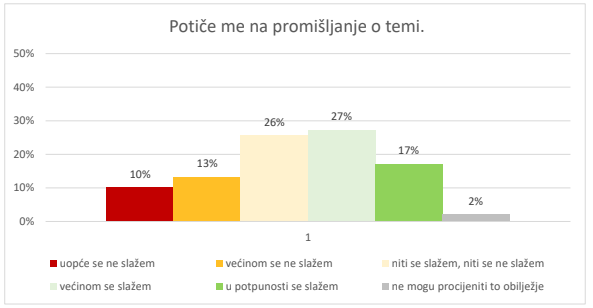 Potiče me na promišljanje o temi.
50%
40%
30%
20%
10%
0%
10%
13%
26%
27%
17%
2%
1
uopće se ne slažem
većinom se ne slažem
niti se slažem, niti se ne slažem
većinom se slažem
u potpunosti se slažem
ne mogu procijeniti to obilježje